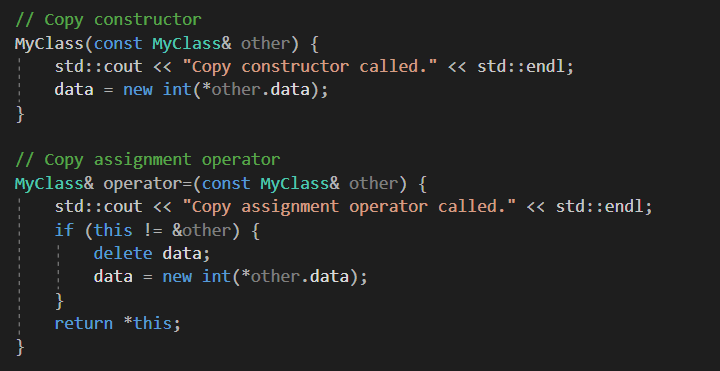 // Copy constructor
MyClass(const MyClass& other) {
    std::cout << "Copy constructor called." << std::endl;
    data = new int(*other.data);
}

// Copy assignment operator
MyClass& operator=(const MyClass& other) {
    std::cout << "Copy assignment operator called." << std::endl;
    if (this != &other) {
        delete data;
        data = new int(*other.data);
    }
    return *this;
}